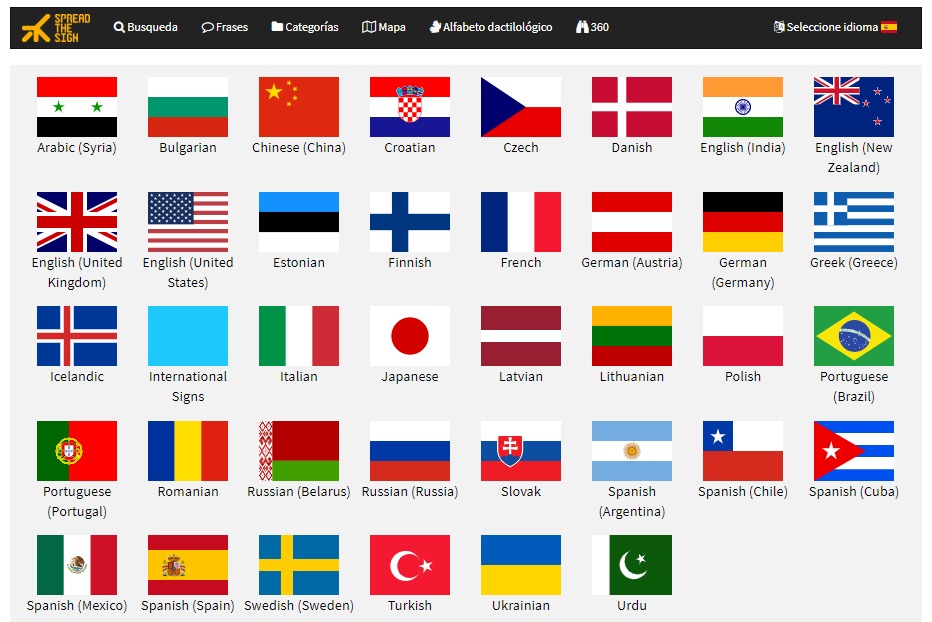 SPREAD
THE
SIGN
Busqueda Frases Categorías Mapa Alfabeto dactilológico 360 Seleccione idioma
Arabic (Syria) Bulgarian Chinese (China) Croatian Czech Danish English (India) English (New
Zealand)
English (United English (United Estonian Finnish French German (Austria) German Greek (Greece)
Kingdom) States) (Germany)
Icelandic International Italian Japanese Latvian Lithuanian Polish Portuguese
Signs (Brazil)
Portuguese Romanian Russian (Belarus) Russian (Russia) Slovak Spanish Spanish (Chile) Spanish (Cuba)
(Portugal) (Argentina)
Spanish (Mexico) Spanish (Spain) Swedish (Sweden) Turkish Ukrainian Urdu